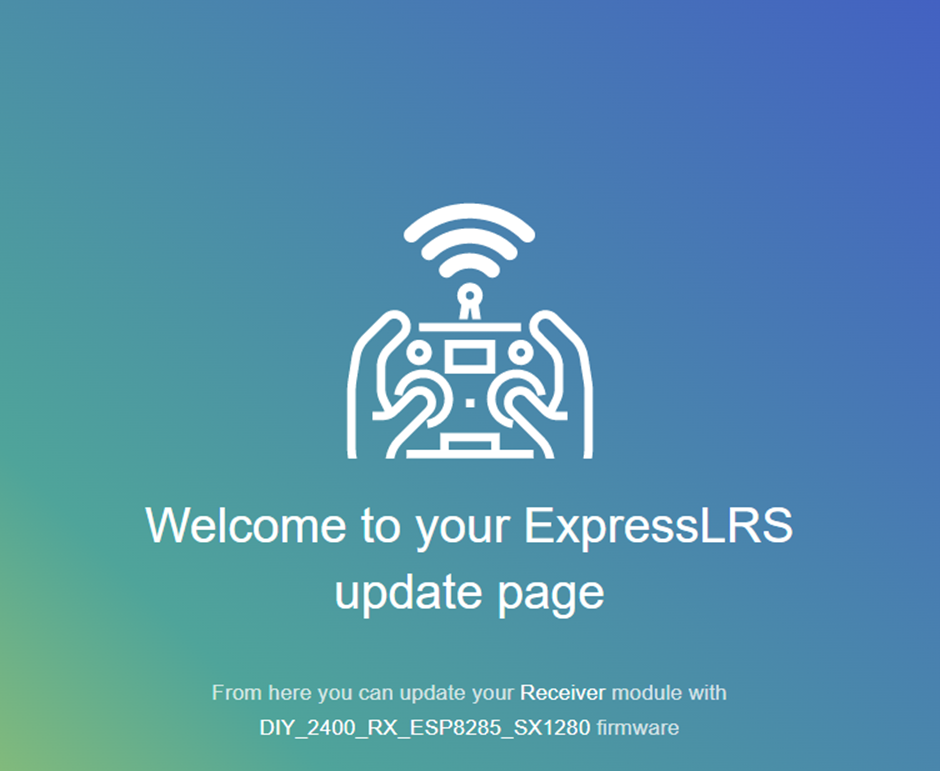 Welcome to your ExpressLRS
update page
From here you can update your Receiver module with
DIY_2400_RX_ESP8285_SX1280 firmware